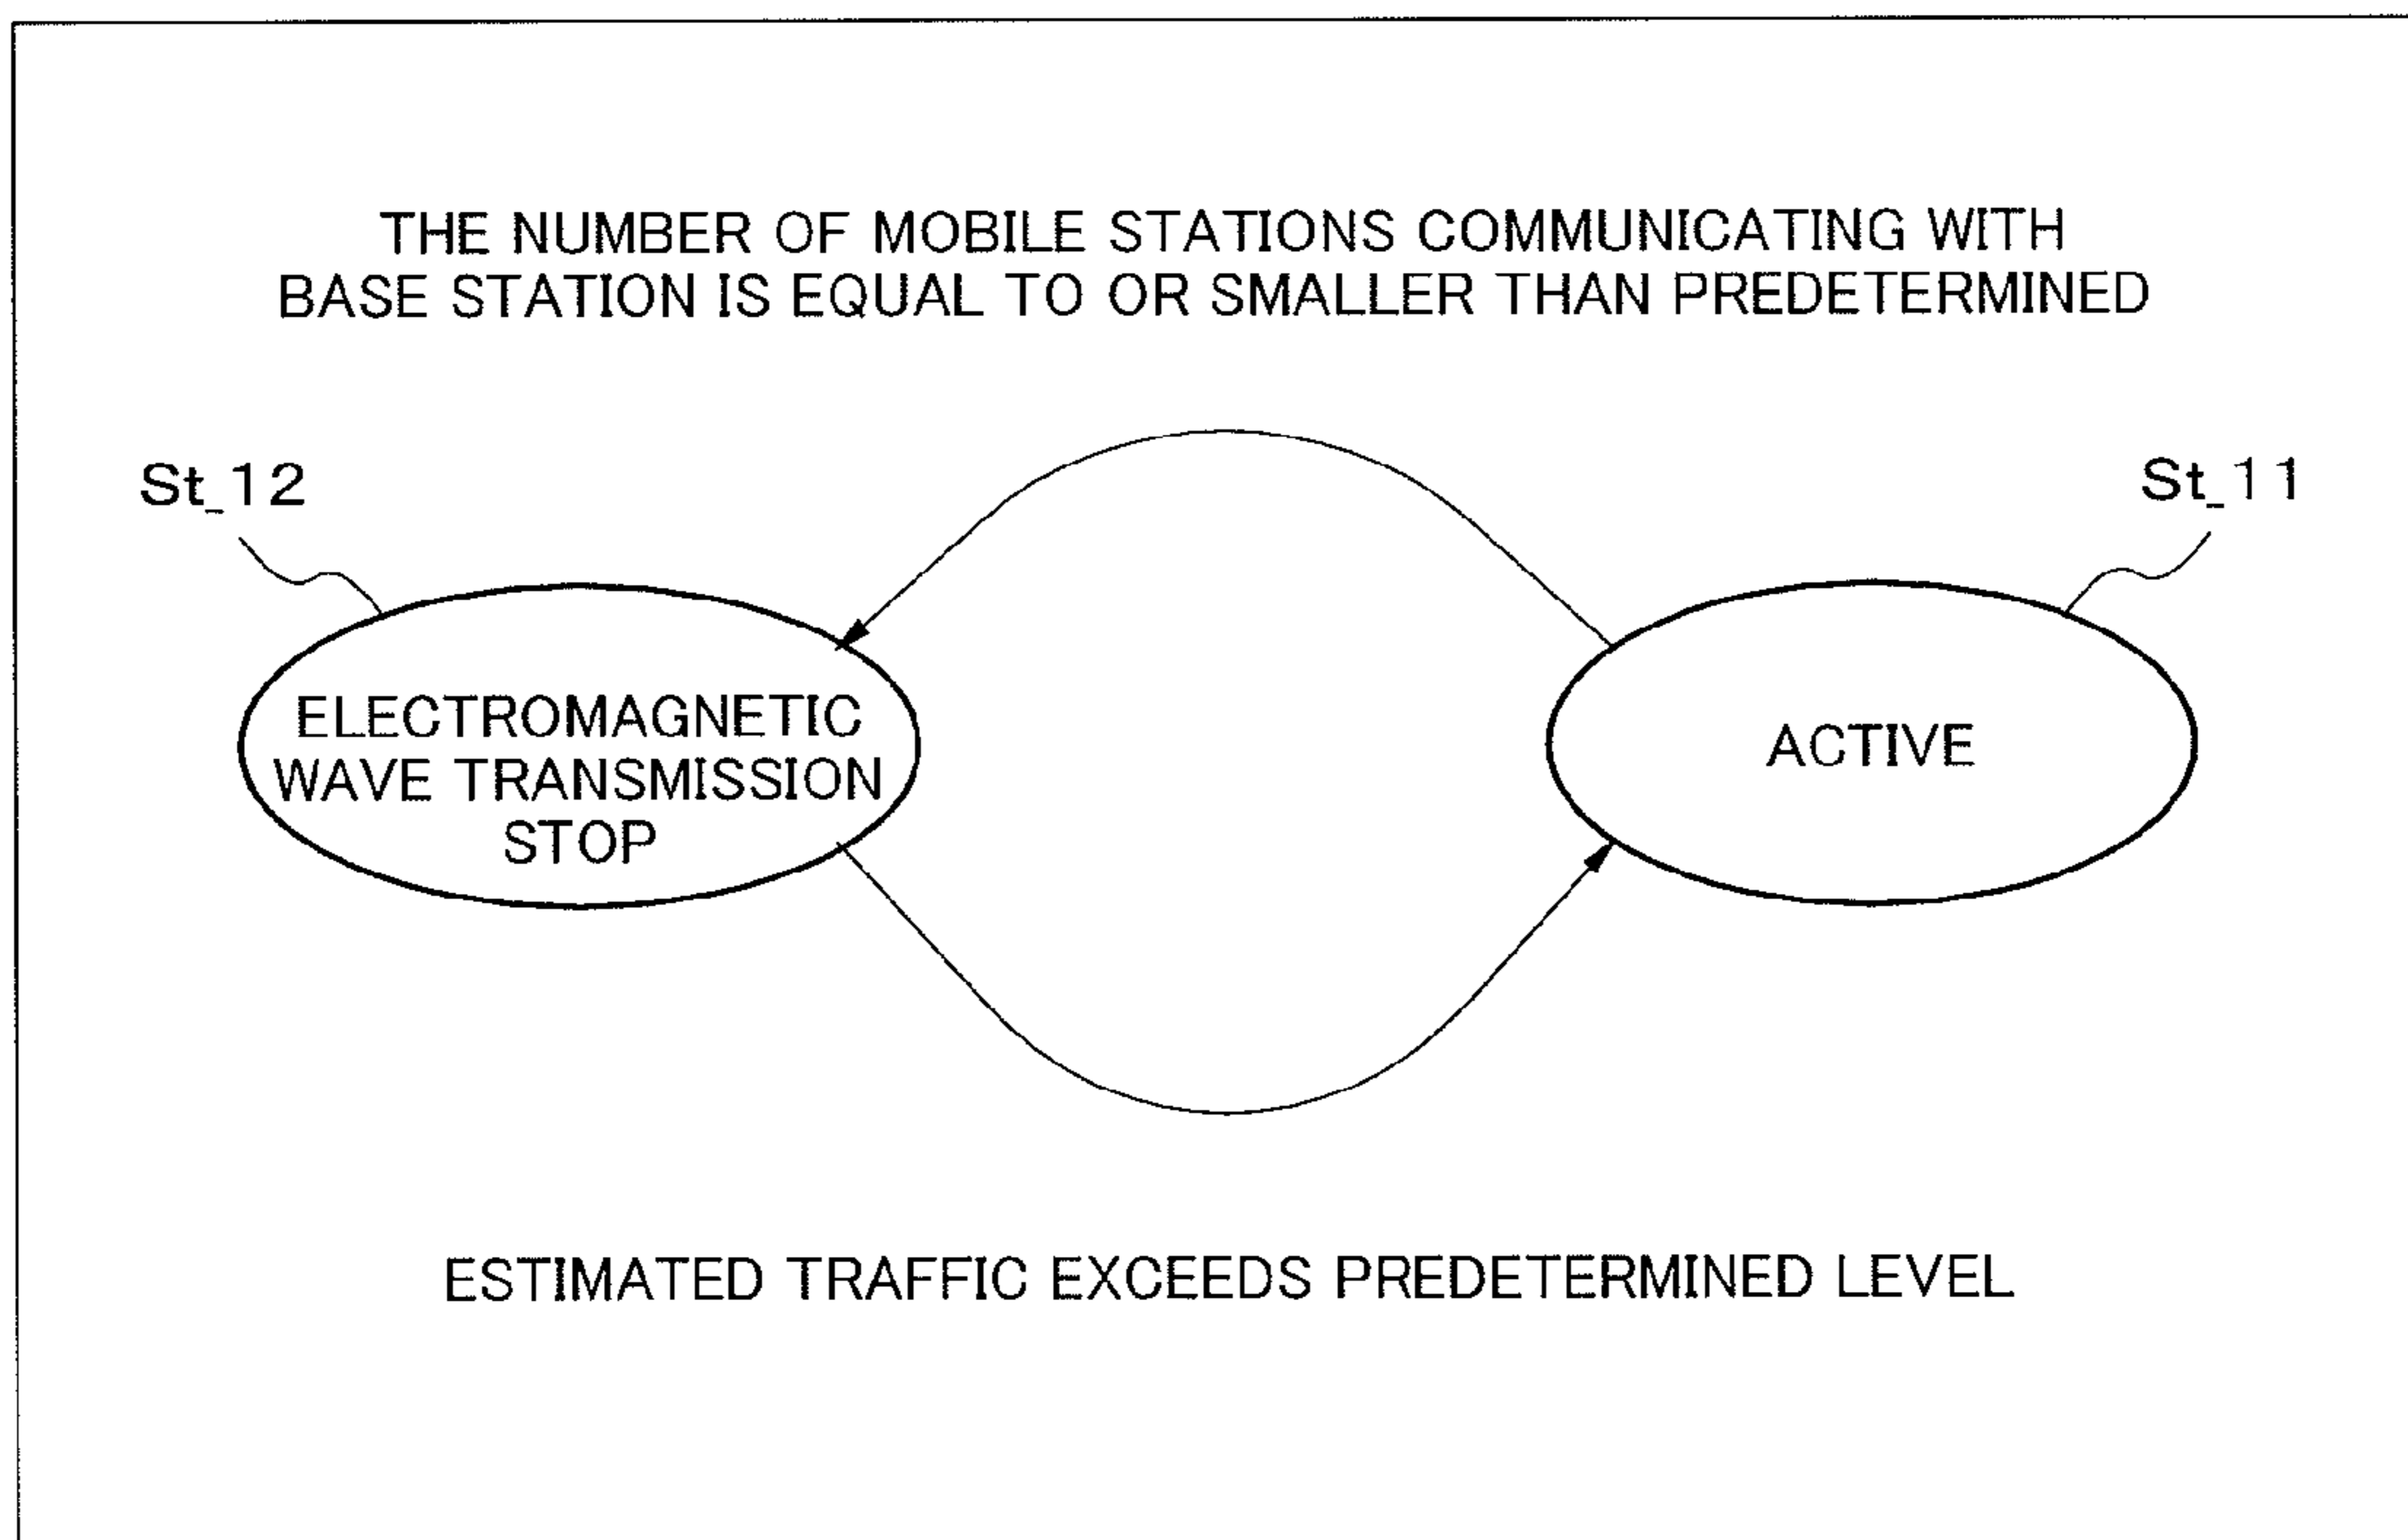 THE NUMBER OF MOBILE STATIONS COMMUNICATING WITH
BASE STATION IS EQUAL TO OR SMALLER THAN PREDETERMINED
St_12
St_11
ELECTROMAGNETIC
WAVE TRANSMISSION
STOP
ACTIVE
ESTIMATED TRAFFIC EXCEEDS PREDETERMINED LEVEL